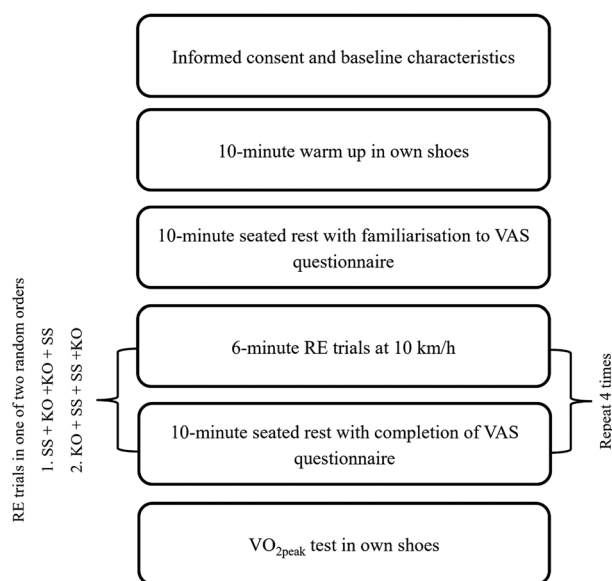 Informed consent and baseline characteristics
10-minute warm up in own shoes
10-minute seated rest with familiarisation to VAS
questionnaire
RE trials in one of two random orders
1. SS + KO +KO + SS
2. KO + SS + SS +KO
6-minute RE trials at 10 km/h
10-minute seated rest with completion of VAS
questionnaire
Repeat 4 times
VO2peak test in own shoes